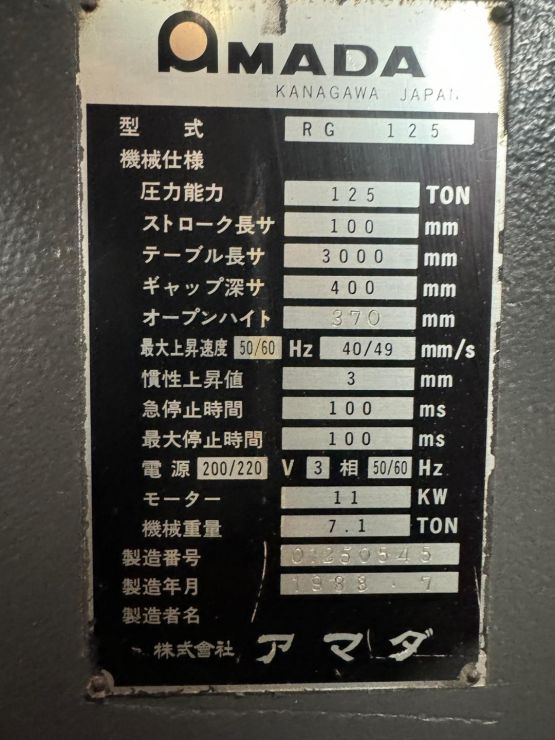 AMADA
KANAGAWA JAPAN
型式 RG 125
機械仕様
圧力能力 125 TON
ストローク長サ 100 mm
テーブル長サ 3000 mm
ギャップ深サ 400 mm
オープンハイト 370 mm
最大上昇速度 50/60 Hz 40/49 mm/s
慣性上昇値 3 mm
急停止時間 100 ms
最大停止時間 100 ms
電源 200/220 V 3 相 50/60 Hz
モーター 11 KW
機械重量 7.1 TON
製造番号 01250545
製造年月 1988 . 7
製造者名
株式會社 アマダ